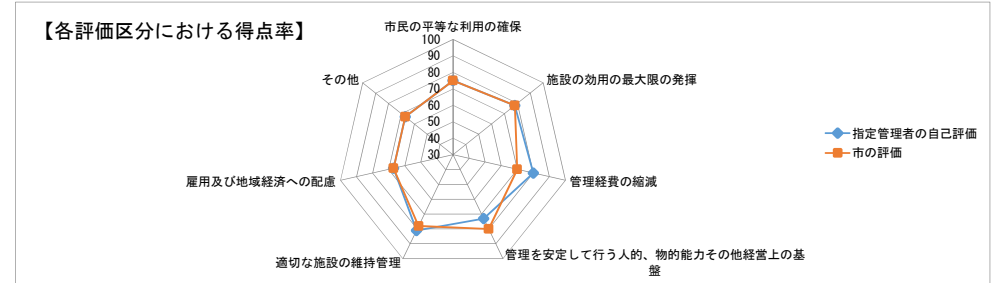 【各評価区分における得点率】
市民の平等な利用の確保
100
90
80
70
60
50
40
30
その他
施設の効用の最大限の発揮
指定管理者の自己評価
市の評価
雇用及び地域経済への配慮
管理経費の縮減
適切な施設の維持管理
管理を安定して行う人的、物的能力その他経営上の基
盤